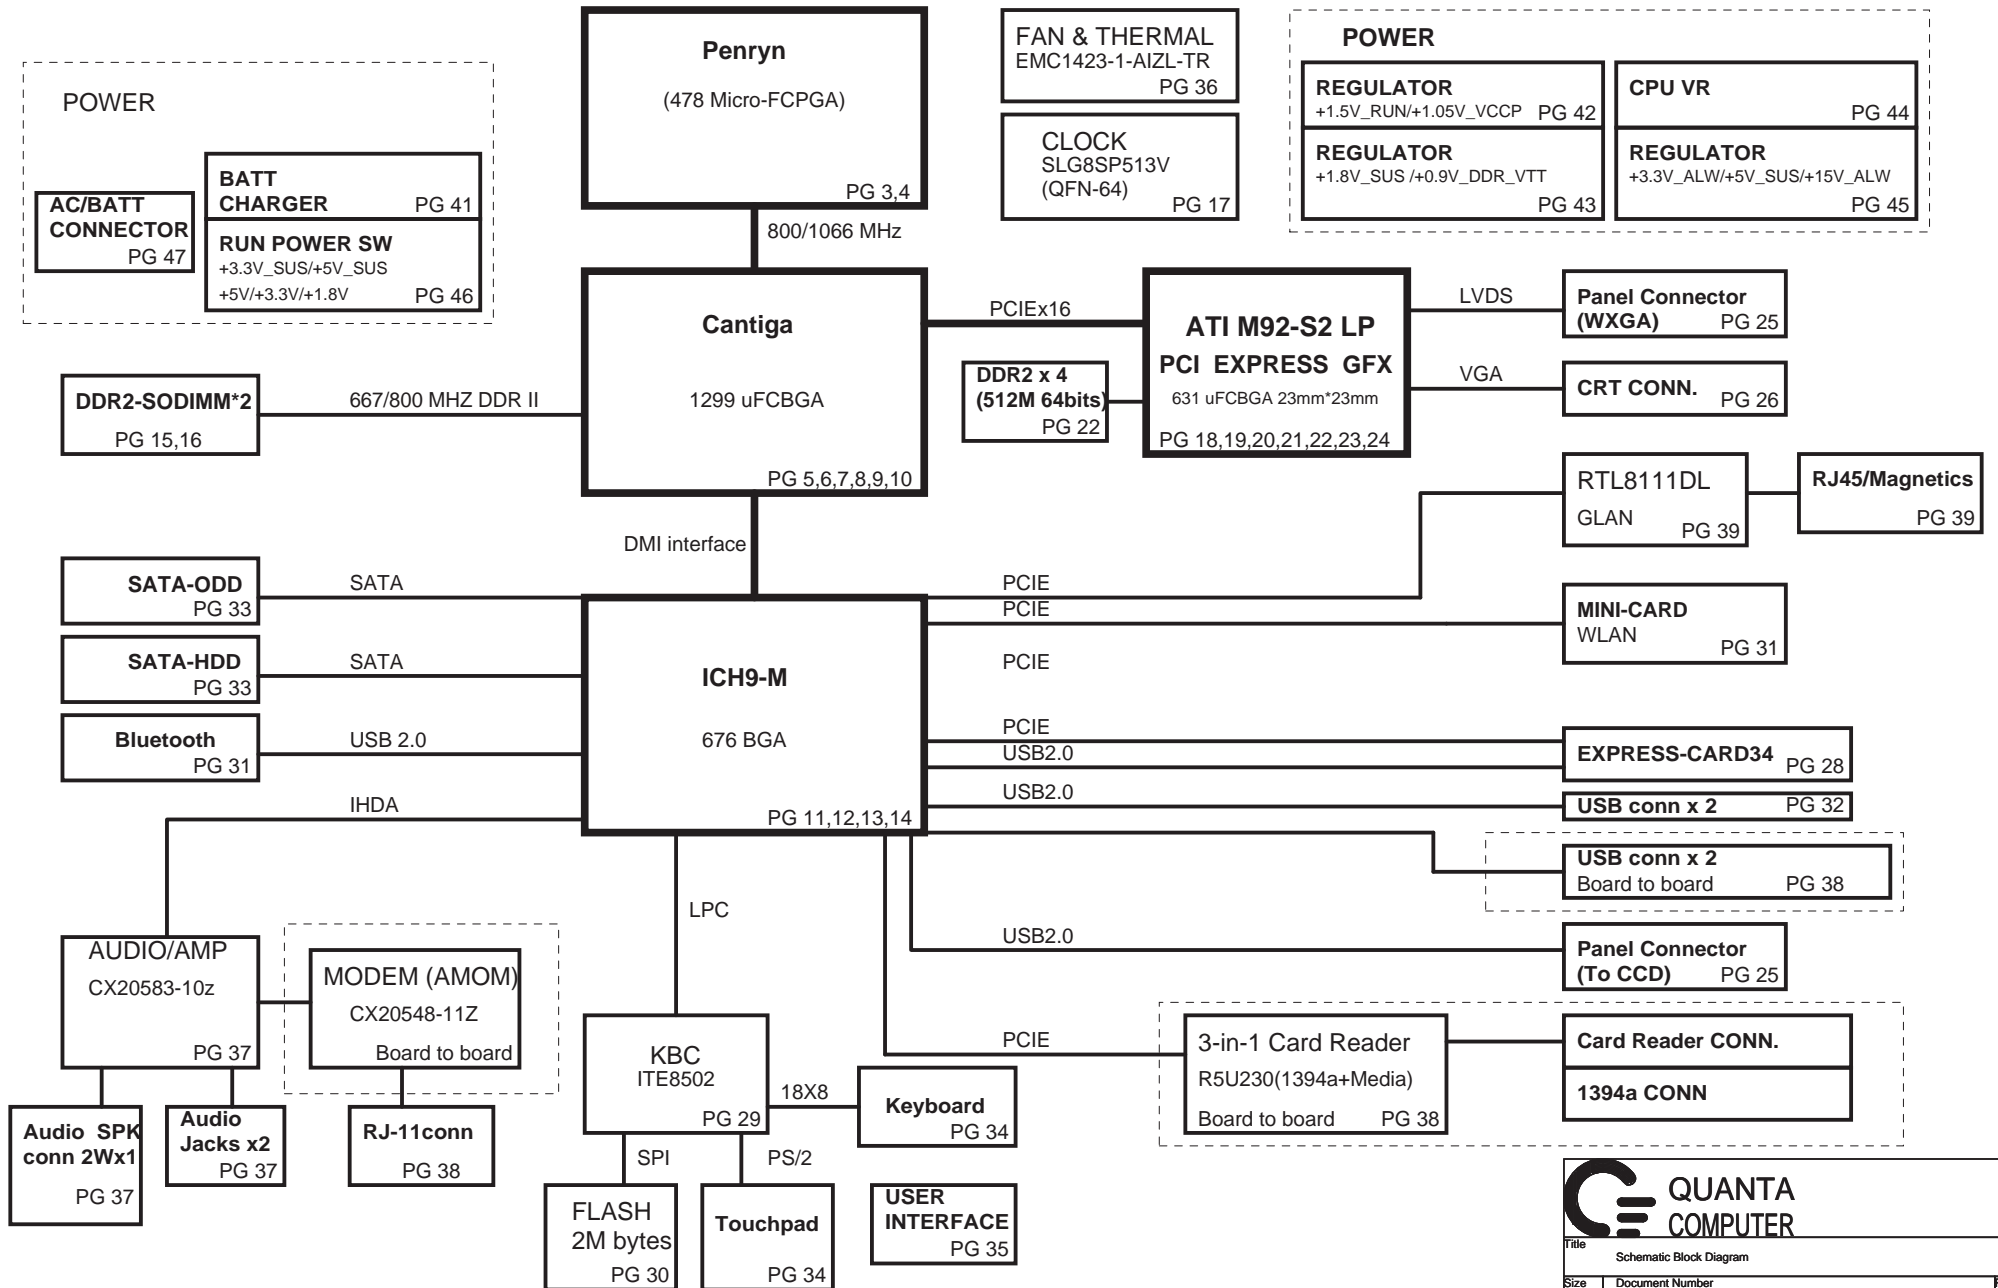 POWER
AC/BATT
CONNECTOR
PG 47
BATT
CHARGER
PG 41
RUN POWER SW
+3.3V_SUS/+5V_SUS
+5V/+3.3V/+1.8V
PG 46
Penryn
(478 Micro-FCPGA)
PG 3,4
800/1066 MHz
FAN & THERMAL
EMC1423-1-AIZL-TR
PG 36
CLOCK
SLG8SP513V
(QFN-64)
PG 17
POWER
REGULATOR
+1.5V_RUN/+1.05V_VCCP PG 42
CPU VR
PG 44
REGULATOR
+1.8V_SUS /+0.9V_DDR_VTT
PG 43
REGULATOR
+3.3V_ALW/+5V_SUS/+15V_ALW
PG 45
DDR2-SODIMM*2
PG 15,16
667/800 MHZ DDR II
Cantiga
1299 uFCBGA
PG 5,6,7,8,9,10
PCIEx16
DDR2 x 4
(512M 64bits)
PG 22
ATI M92-S2 LP
PCI EXPRESS GFX
631 uFCBGA 23mm*23mm
PG 18,19,20,21,22,23,24
LVDS
Panel Connector
(WXGA) PG 25
VGA
CRT CONN. PG 26
RTL8111DL
GLAN
PG 39
RJ45/Magnetics
PG 39
DMI interface
SATA-ODD
PG 33
SATA
SATA-HDD
PG 33
SATA
Bluetooth
PG 31
USB 2.0
IHDA
ICH9-M
676 BGA
PG 11,12,13,14
PCIE
PCIE
MINI-CARD
WLAN
PG 31
PCIE
PCIE
USB2.0
EXPRESS-CARD34 PG 28
USB2.0
USB conn x 2 PG 32
USB conn x 2
Board to board PG 38
LPC
USB2.0
Panel Connector
(To CCD) PG 25
AUDIO/AMP
CX20583-10z
PG 37
MODEM (AMOM)
CX20548-11Z
Board to board
Audio SPK
conn 2Wx1
PG 37
Audio
Jacks x2
PG 37
RJ-11conn
PG 38
KBC
ITE8502
PG 29
18X8
Keyboard
PG 34
SPI
PS/2
FLASH
2M bytes
PG 30
Touchpad
PG 34
USER
INTERFACE
PG 35
PCIE
3-in-1 Card Reader
R5U230(1394a+Media)
Board to board PG 38
Card Reader CONN.
1394a CONN
QUANTA
COMPUTER
Title
Schematic Block Diagram
Size Document Number